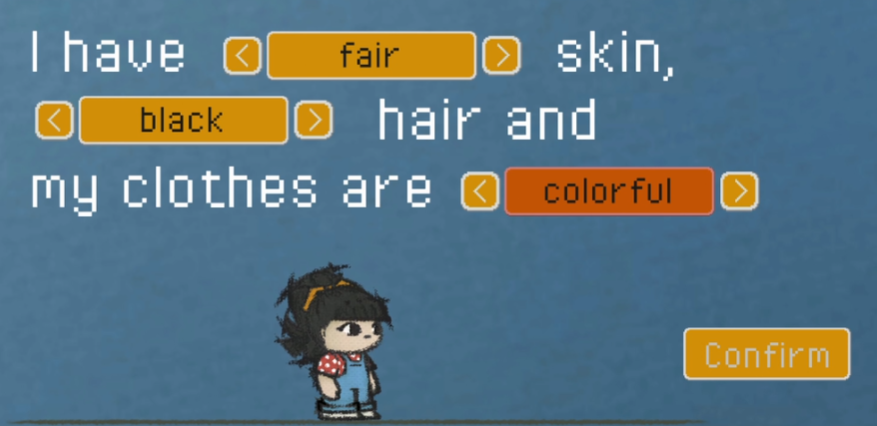 I have < fair > skin,
< black > hair and
my clothes are < colorful >
Confirm